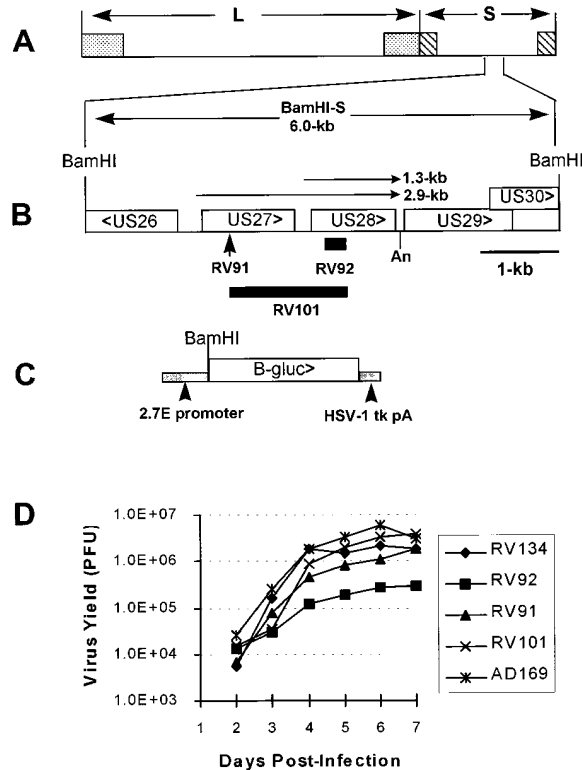 A
L
S
BamHI-S
6.0-kb
BamHI
BamHI
1.3-kb
2.9-kb
US30>
B
<US26
US27>
US28>
US29>
RV91
RV92
An
1-kb
RV101
BamHI
C
B-gluc>
2.7E promoter
HSV-1 tk pA
D
Virus Yield (PFU)
1.0E+07
1.0E+06
1.0E+05
1.0E+04
1.0E+03
1 2 3 4 5 6 7
Days Post-Infection
RV134
RV92
RV91
RV101
AD169